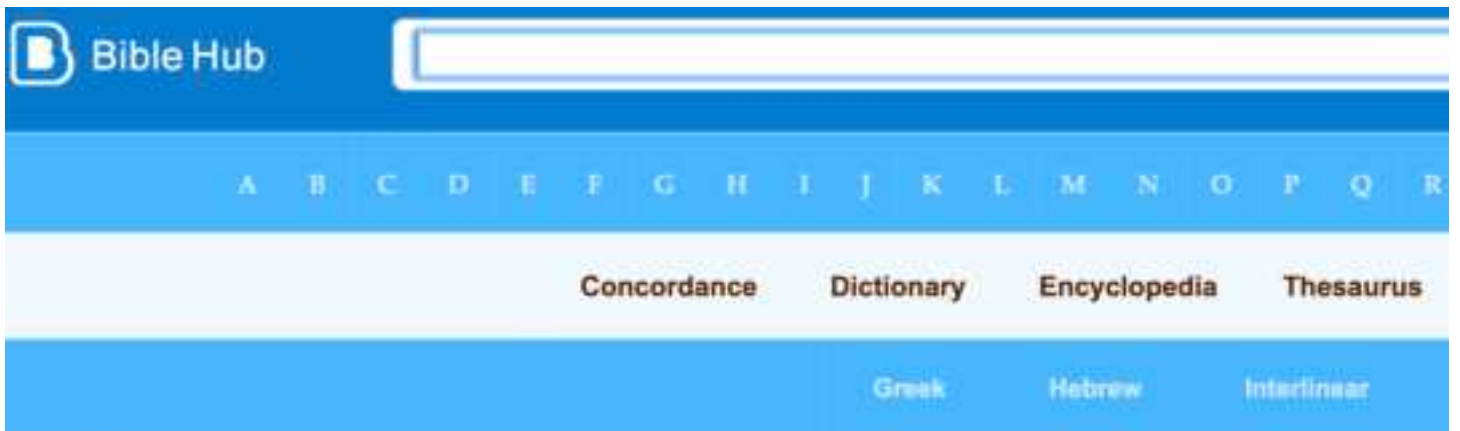 Bible Hub
A B C D E F G H I J K L M N O P Q R
Concordance Dictionary Encyclopedia Thesaurus
Greek Hebrew Interlinear